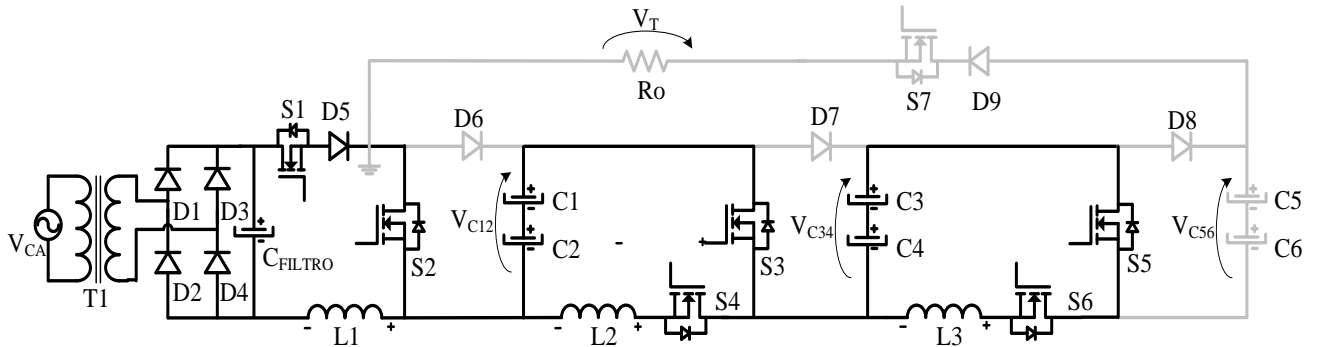 V_T
Ro
S7
D9
S1
D5
D6
D7
D8
D1
D3
V_CA
T1
D2
D4
+
-
C_FILTRO
S2
V_C12
+
C1
-
+
C2
-
-
+
S3
V_C34
+
C3
-
+
C4
-
S5
V_C56
+
C5
-
+
C6
-
-
L1
+
-
L2
+
S4
-
L3
+
S6